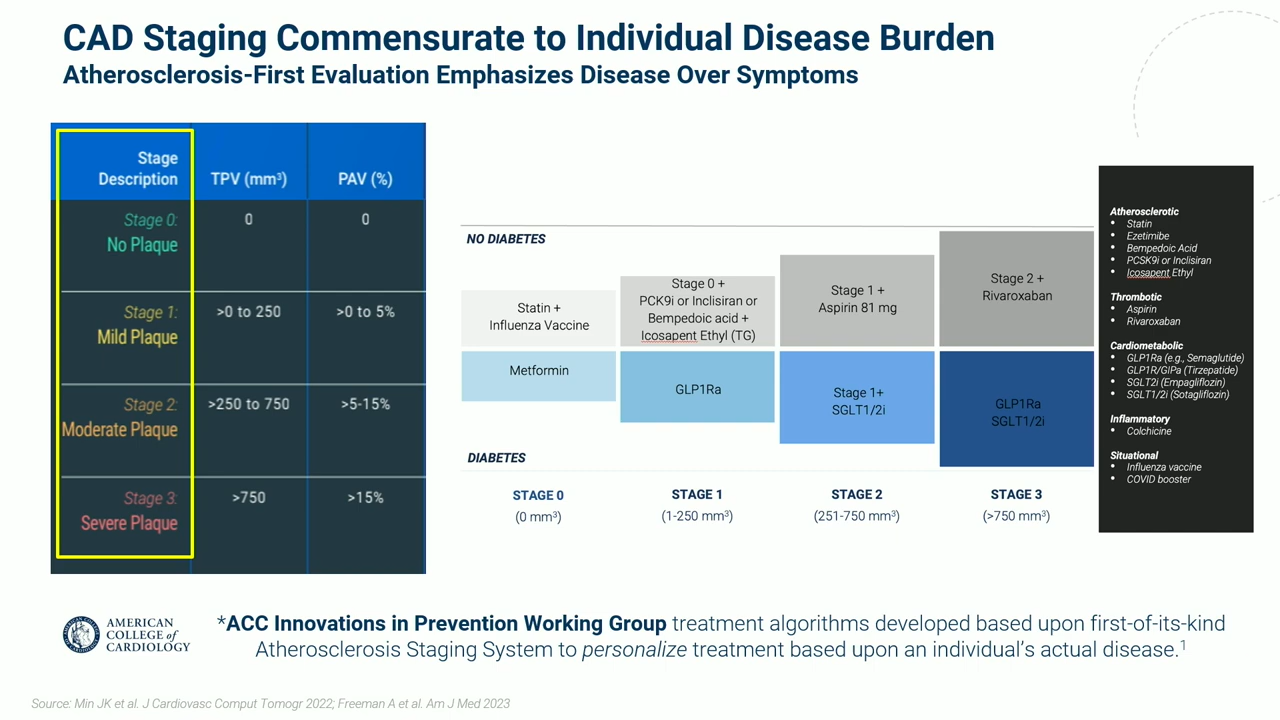 CAD Staging Commensurate to Individual Disease Burden
Atherosclerosis-First Evaluation Emphasizes Disease Over Symptoms
Stage
Description
TPV (mm³)
PAV (%)
Stage 0:
No Plaque
0
0
Stage 1:
Mild Plaque
>0 to 250
>0 to 5%
Stage 2:
Moderate Plaque
>250 to 750
>5-15%
Stage 3:
Severe Plaque
>750
>15%
NO DIABETES
Statin +
Influenza Vaccine
Stage 0 +
PCK9i or Inclisiran or
Bempedoic acid +
Icosapent Ethyl (TG)
Stage 1 +
Aspirin 81 mg
Stage 2 +
Rivaroxaban
Metformin
GLP1Ra
Stage 1+
SGLT1/2i
GLP1Ra
SGLT1/2i
DIABETES
STAGE 0
(0 mm³)
STAGE 1
(1-250 mm³)
STAGE 2
(251-750 mm³)
STAGE 3
(>750 mm³)
Atherosclerotic
• Statin
• Ezetimibe
• Bempedoic Acid
• PCSK9i or Inclisiran
• Icosapent Ethyl
Thrombotic
• Aspirin
• Rivaroxaban
Cardiometabolic
• GLP1Ra (e.g., Semaglutide)
• GLP1R/GIPa (Tirzepatide)
• SGLT2i (Empagliflozin)
• SGLT1/2i (Sotagliflozin)
Inflammatory
• Colchicine
Situational
• Influenza vaccine
• COVID booster
AMERICAN
COLLEGE of
CARDIOLOGY
*ACC Innovations in Prevention Working Group treatment algorithms developed based upon first-of-its-kind
Atherosclerosis Staging System to personalize treatment based upon an individual's actual disease.¹
Source: Min JK et al. J Cardiovasc Comput Tomogr 2022; Freeman A et al. Am J Med 2023